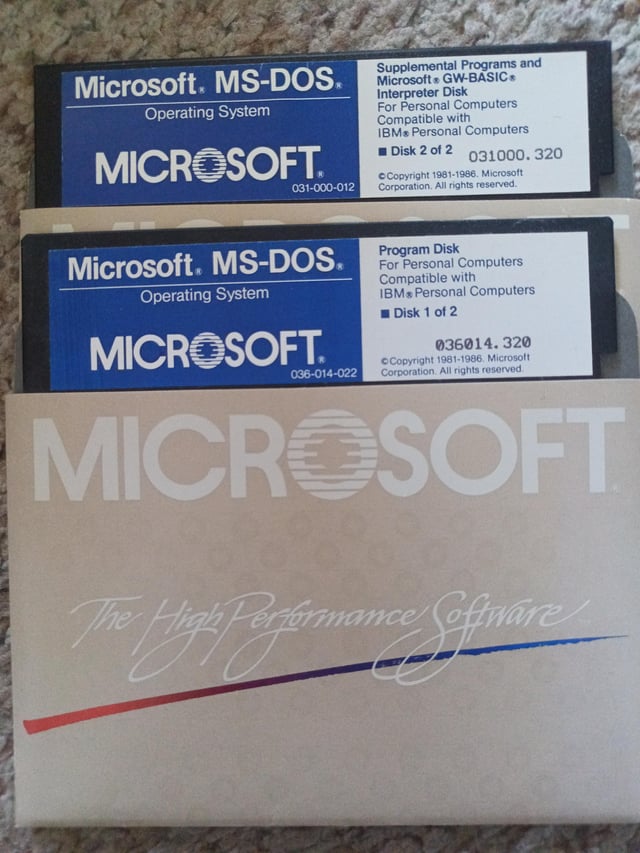 Microsoft® MS-DOS®
Operating System
MICROSOFT®
031-000-012
Supplemental Programs and
Microsoft® GW-BASIC®
Interpreter Disk
For Personal Computers
Compatible with
IBM® Personal Computers
■ Disk 2 of 2
031000.320
©Copyright 1981-1986. Microsoft
Corporation. All rights reserved.
MICROSOFT
Microsoft® MS-DOS®
Operating System
MICROSOFT®
036-014-022
Program Disk
For Personal Computers
Compatible with
IBM® Personal Computers
■ Disk 1 of 2
036014.320
©Copyright 1981-1986. Microsoft
Corporation. All rights reserved.
MICROSOFT®
The High Performance Software